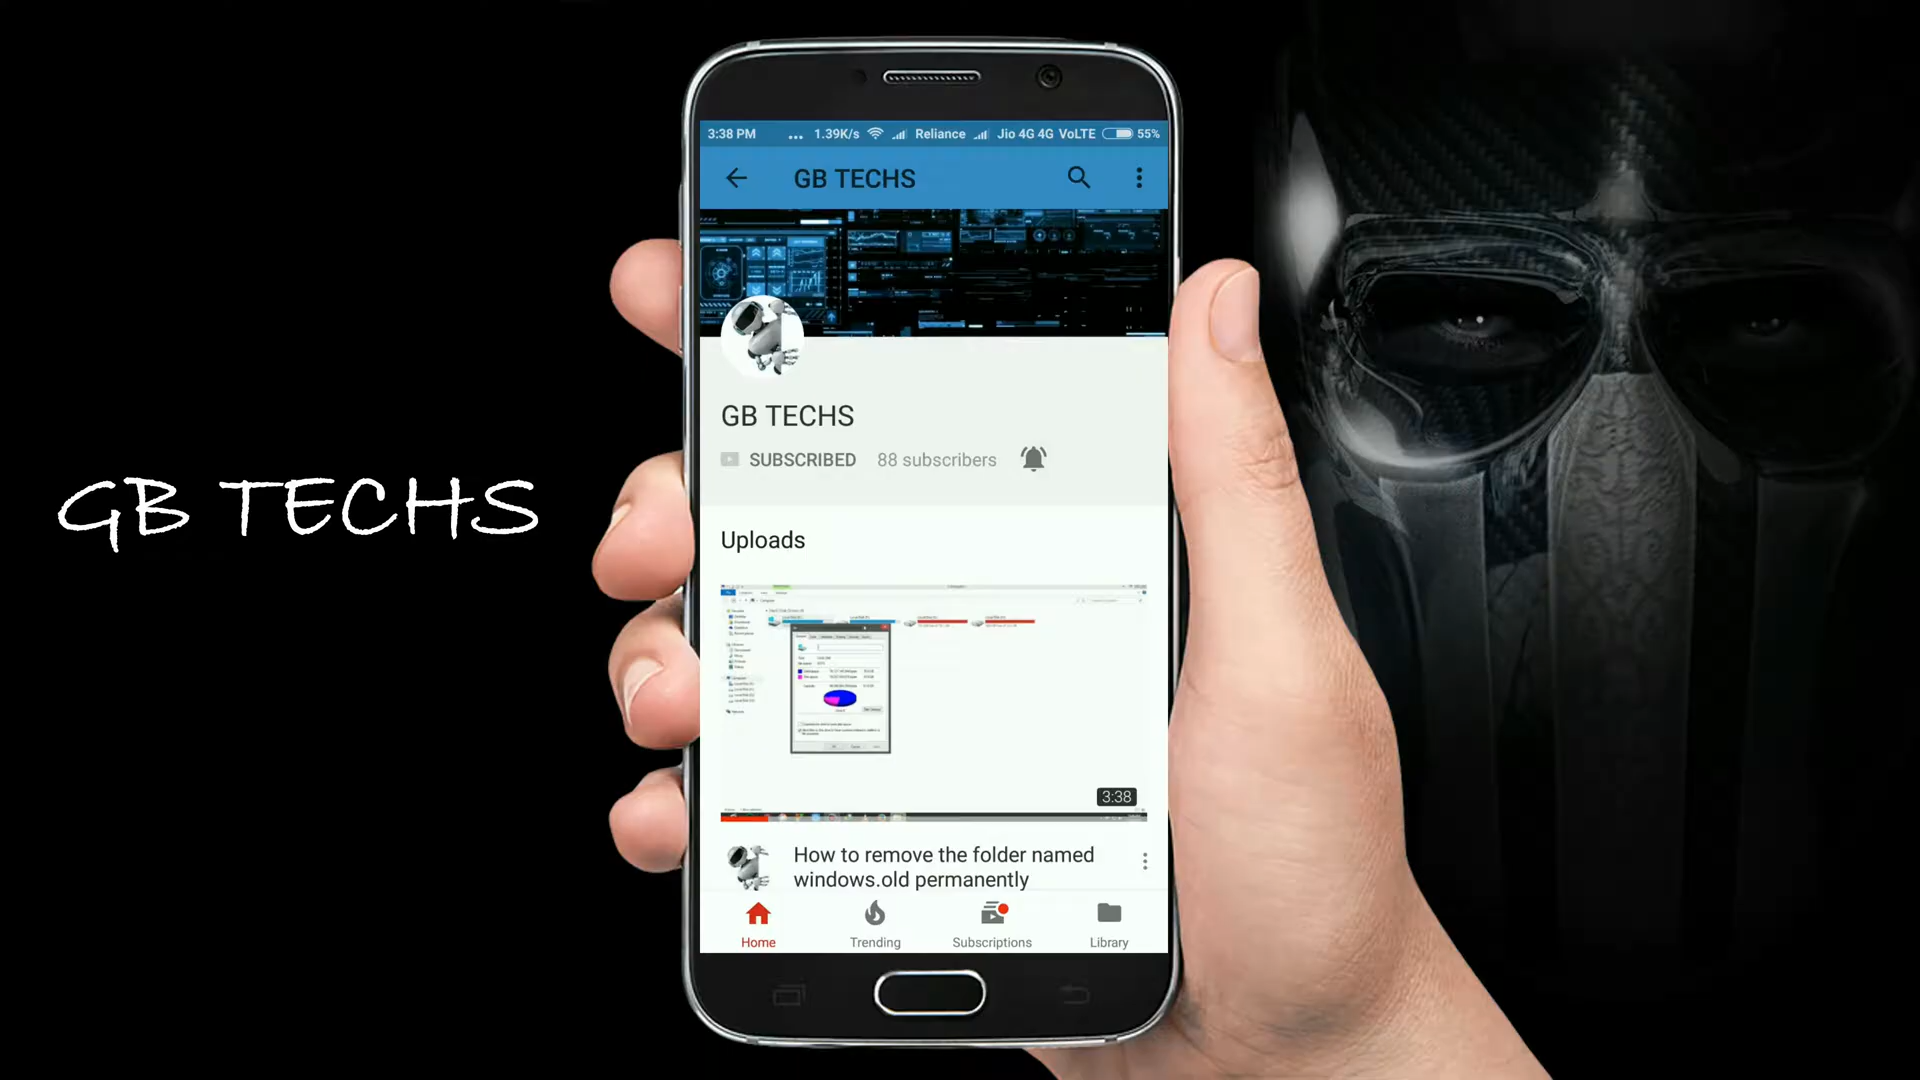 GB TECHS
3:38 PM ... 1.39K/s Reliance Jio 4G 4G VoLTE 55%
GB TECHS
GB TECHS
SUBSCRIBED 88 subscribers
Uploads
3:38
How to remove the folder named
windows.old permanently
Home Trending Subscriptions Library